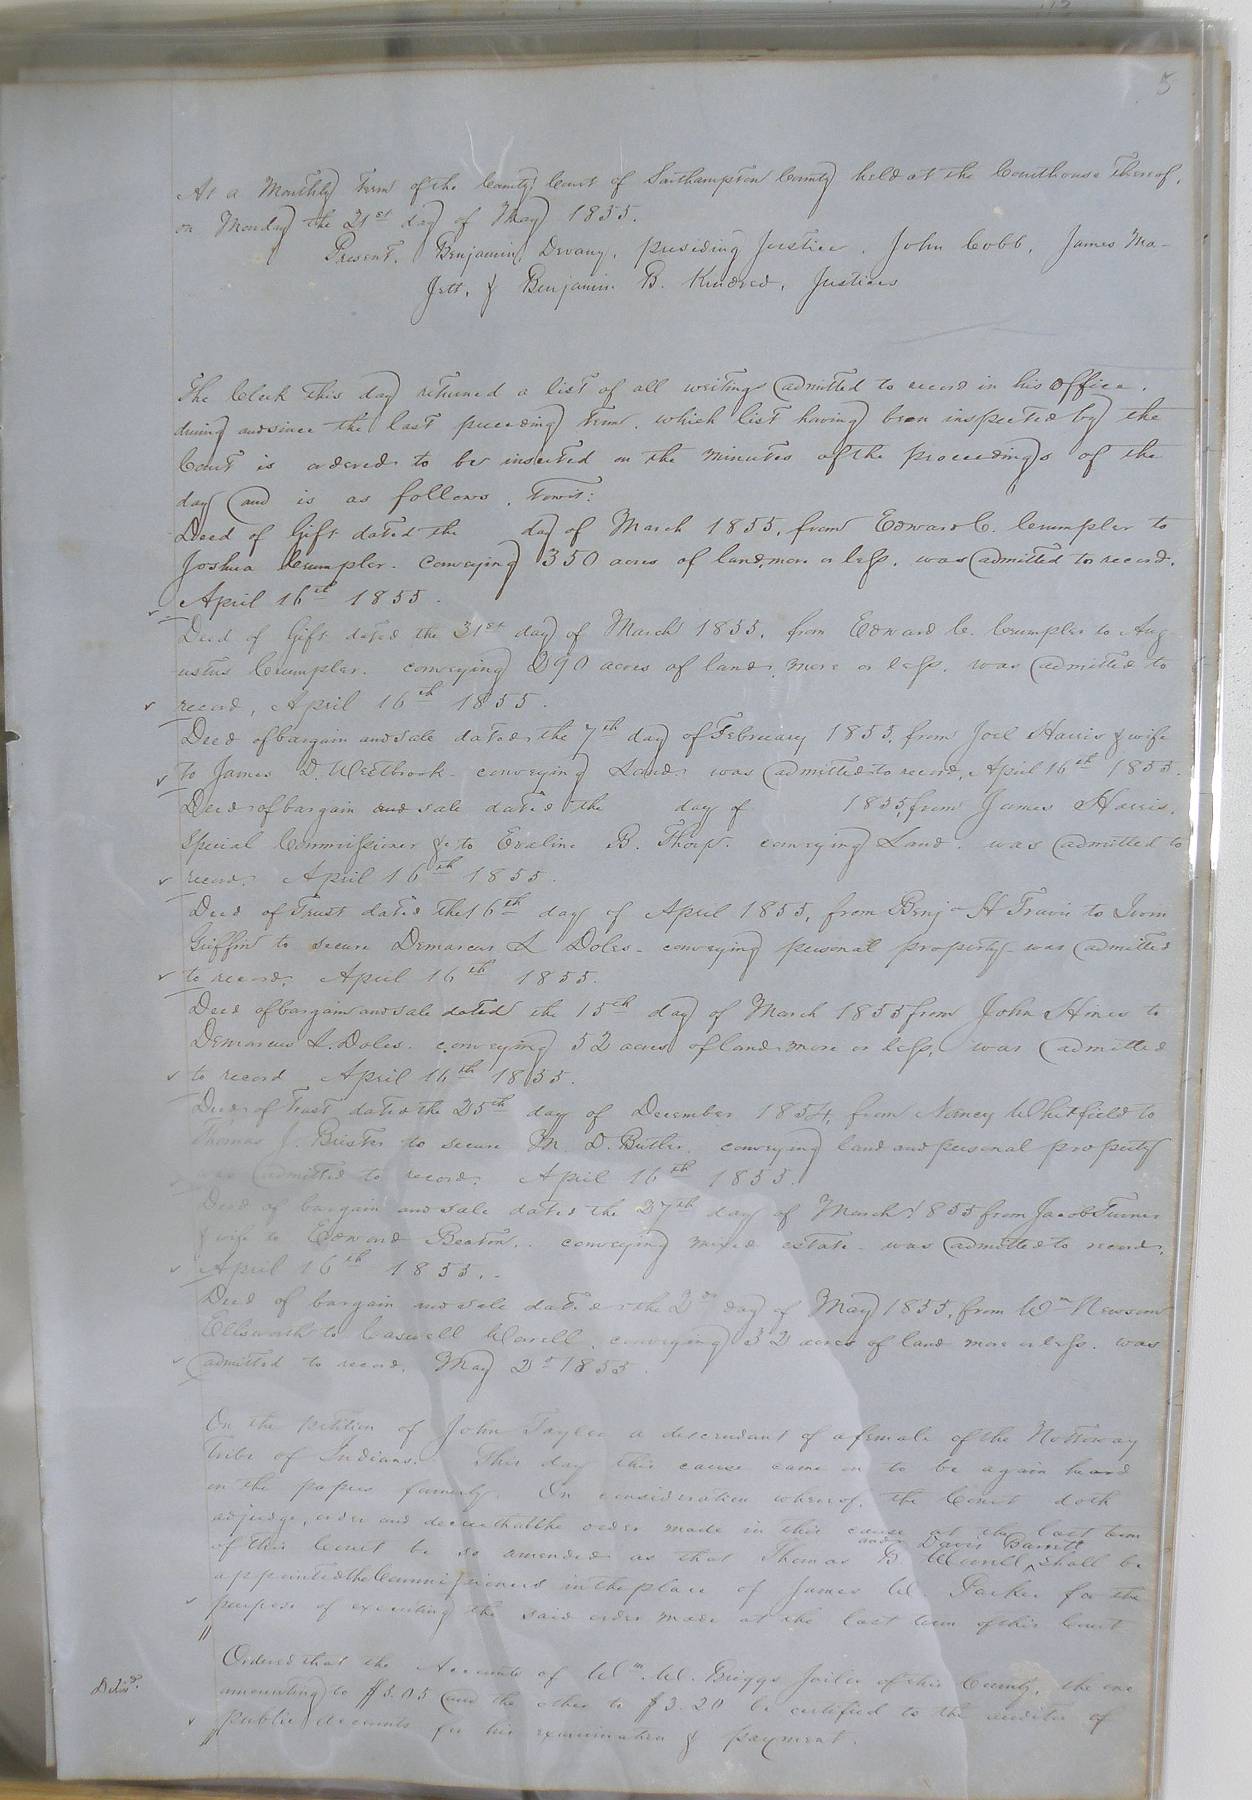 5
At a Monthly Term of the County Court of Southampton County held at the Courthouse thereof,
on Monday the 21st day of May 1855.
Present, Benjamin Devany, presiding Justice, John Cobb, James Ma-
jett, & Benjamin B. Kindred, Justices
The Clerk this day returned a list of all writings admitted to record in his office,
during and since the last preceeding Term, which list having been inspected by the
Court is ordered to be inserted on the minutes of the proceedings of the
day and is as follows, Towit:
Deed of Gift dated the day of March 1855, from Edward C. Crumpler to
Joshua Crumpler. conveying 350 acres of land, more or less, was admitted to record,
April 16th 1855.
Deed of Gift dated the 31st day of March 1855, from Edward C. Crumpler to Aug-
ustus Crumpler. conveying 290 acres of land, more or less, was admitted to
record, April 16th 1855.
Deed of bargain and sale dated the 7th day of February 1855, from Joel Harris & wife
to James D. Westbrook. conveying Land was admitted to record, April 16th 1855.
Deed of bargain and sale dated the day of 1855, from James Harris,
Special Commissioner &c to Evaline B. Thorp. conveying Land. was admitted to
record. April 16th 1855.
Deed of Trust dated the 16th day of April 1855, from Benj H Travis to
Griffin to secure Demarcus L Doles. conveying personal property was admitted
to record. April 16th 1855.
Deed of bargain and sale dated the 15th day of March 1855 from John Hines to
Demarcus L. Doles. conveying 52 acres of land more or less, was admitted
to record April 16th 1855.
Deed of Trust dated the 25th day of December 1854, from Nancy Whitfield to
Thomas J. to secure M. D. Butler. conveying land and personal property
was admitted to record. April 16th 1855.
Deed of bargain and sale dated the 27th day of March 1855 from Jacob Turner
& wife to Edward Beaton. conveying mixed estate was admitted to record,
April 16th 1855.
Deed of bargain and sale dated the 2nd day of May 1855, from Wm Newsom
Ellsworth to Caswell Worrell, conveying 32 acres of land more or less. was
admitted to record, May 2d 1855.
On the petition of John Taylor a descendant of a female of the Nottoway
tribe of Indians. This day this cause came on to be again heard
on the papers formerly. On consideration whereof, the Court doth
adjudge, order and decree that the order made in this cause at the last term
of this Court be so amended as that Thomas B. Worrell and Davis Barrett shall be
appointed the Commissioners in the place of James W Parker for the
purpose of executing the said order made at the last term of this Court
Ordered that the Accounts of Wm. W. Briggs Jailer of this County, the one
amounting to $5.05 and the other to $3.20 be certified to the auditor of
public accounts for his examination & payment.